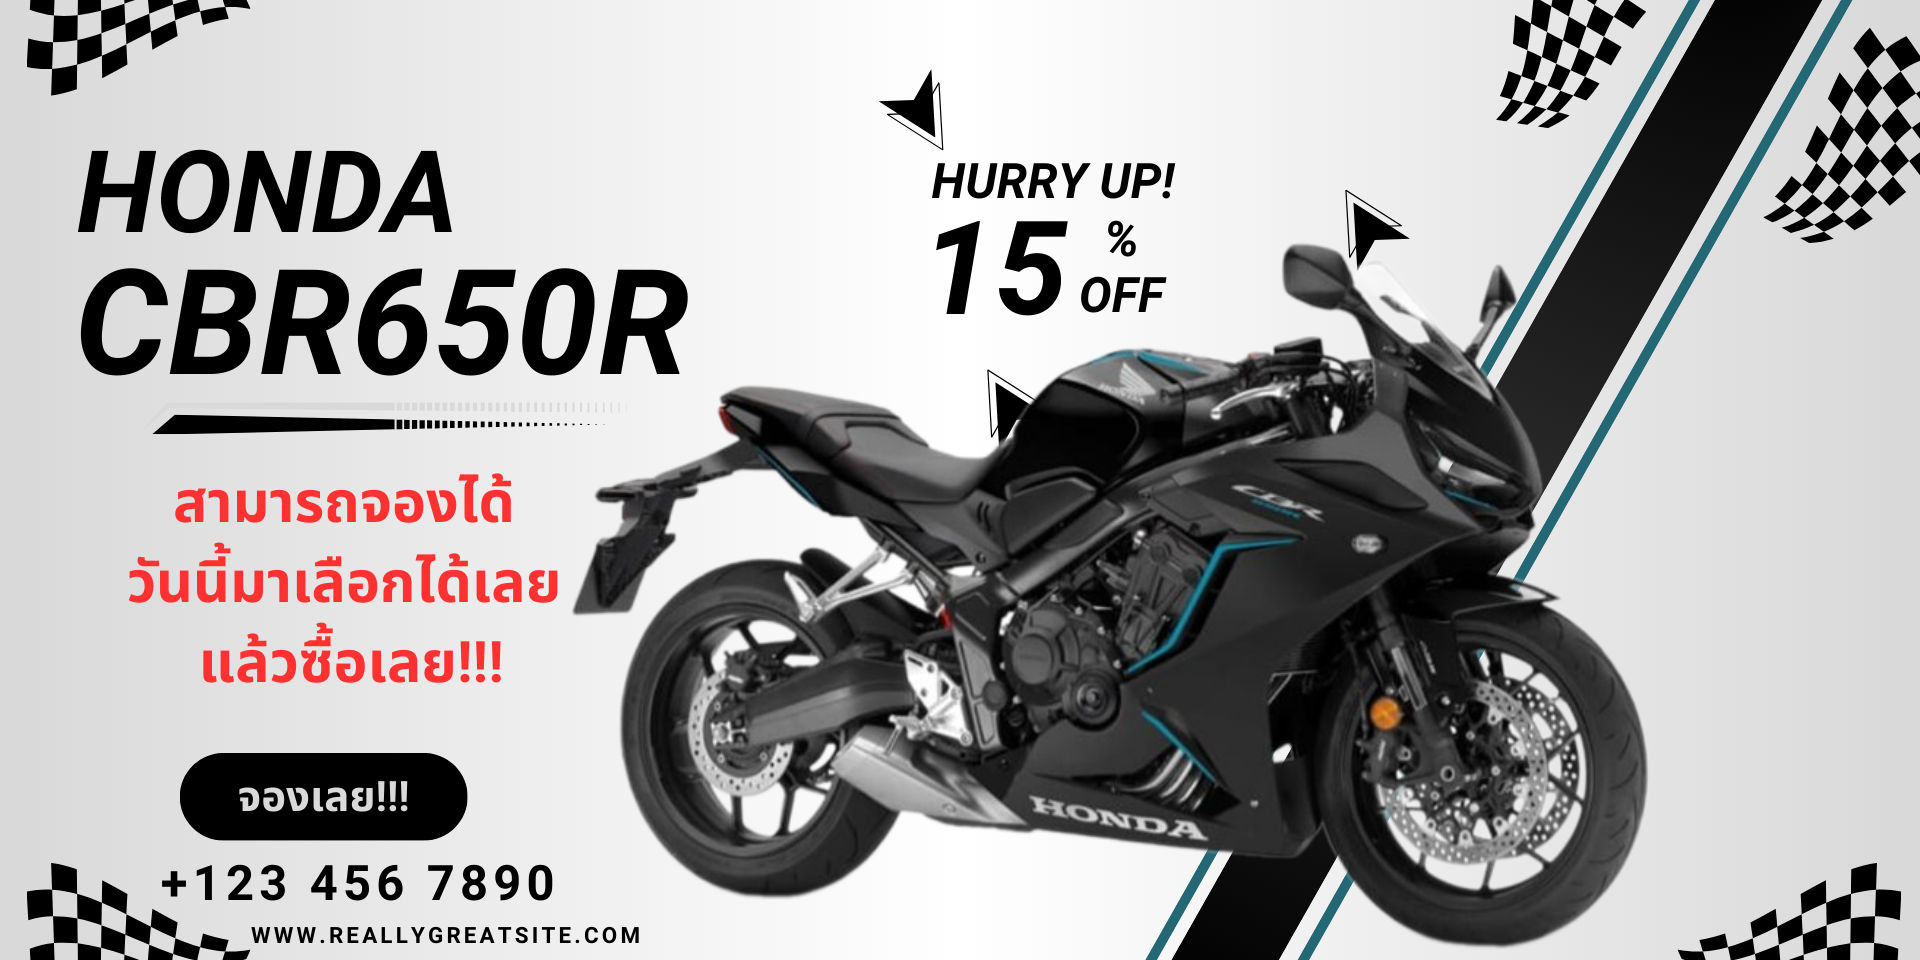 HONDA
CBR650R
HURRY UP!
15 % OFF
สามารถจองได้
วันนี้มาเลือกได้เลย
แล้วซื้อเลย!!!
จองเลย!!!
+123 456 7890
WWW.REALLYGREATSITE.COM
HONDA
CBR
HONDA